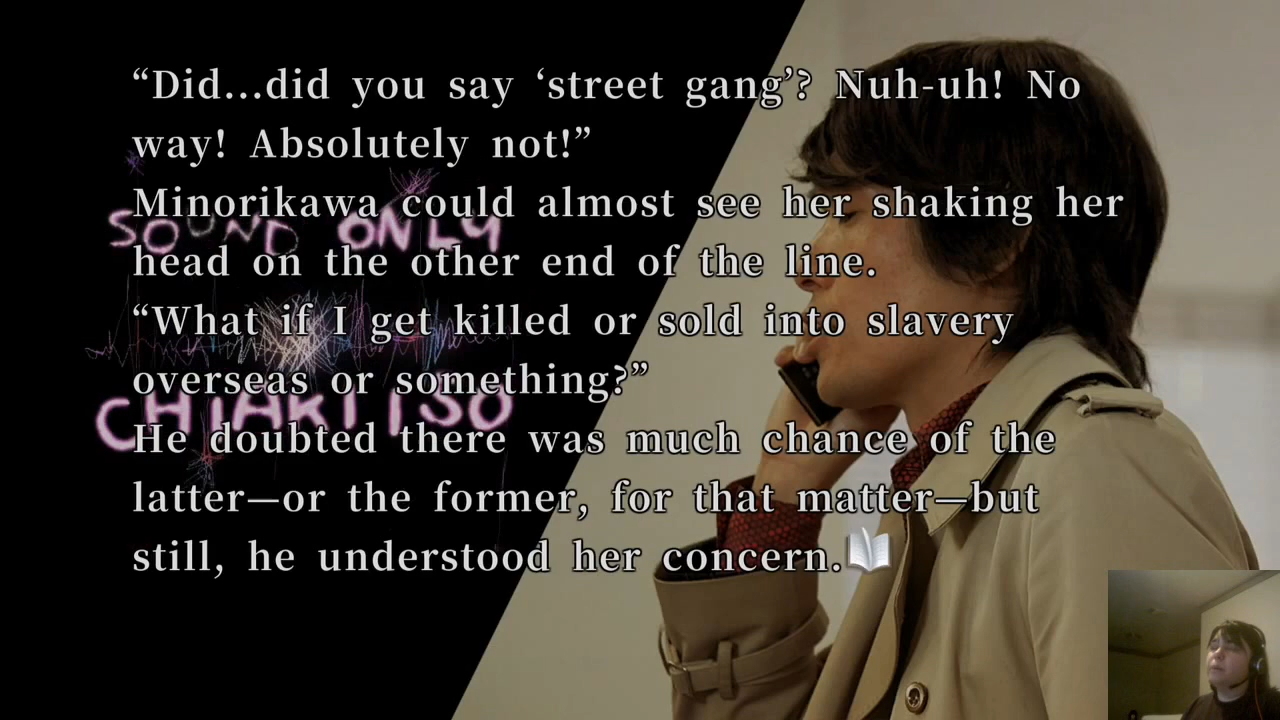 “Did...did you say ‘street gang’? Nuh-uh! No
way! Absolutely not!”
Minorikawa could almost see her shaking her
head on the other end of the line.
“What if I get killed or sold into slavery
overseas or something?”
He doubted there was much chance of the
latter—or the former, for that matter—but
still, he understood her concern.
SOUND ONLY
CHIAKI ISO